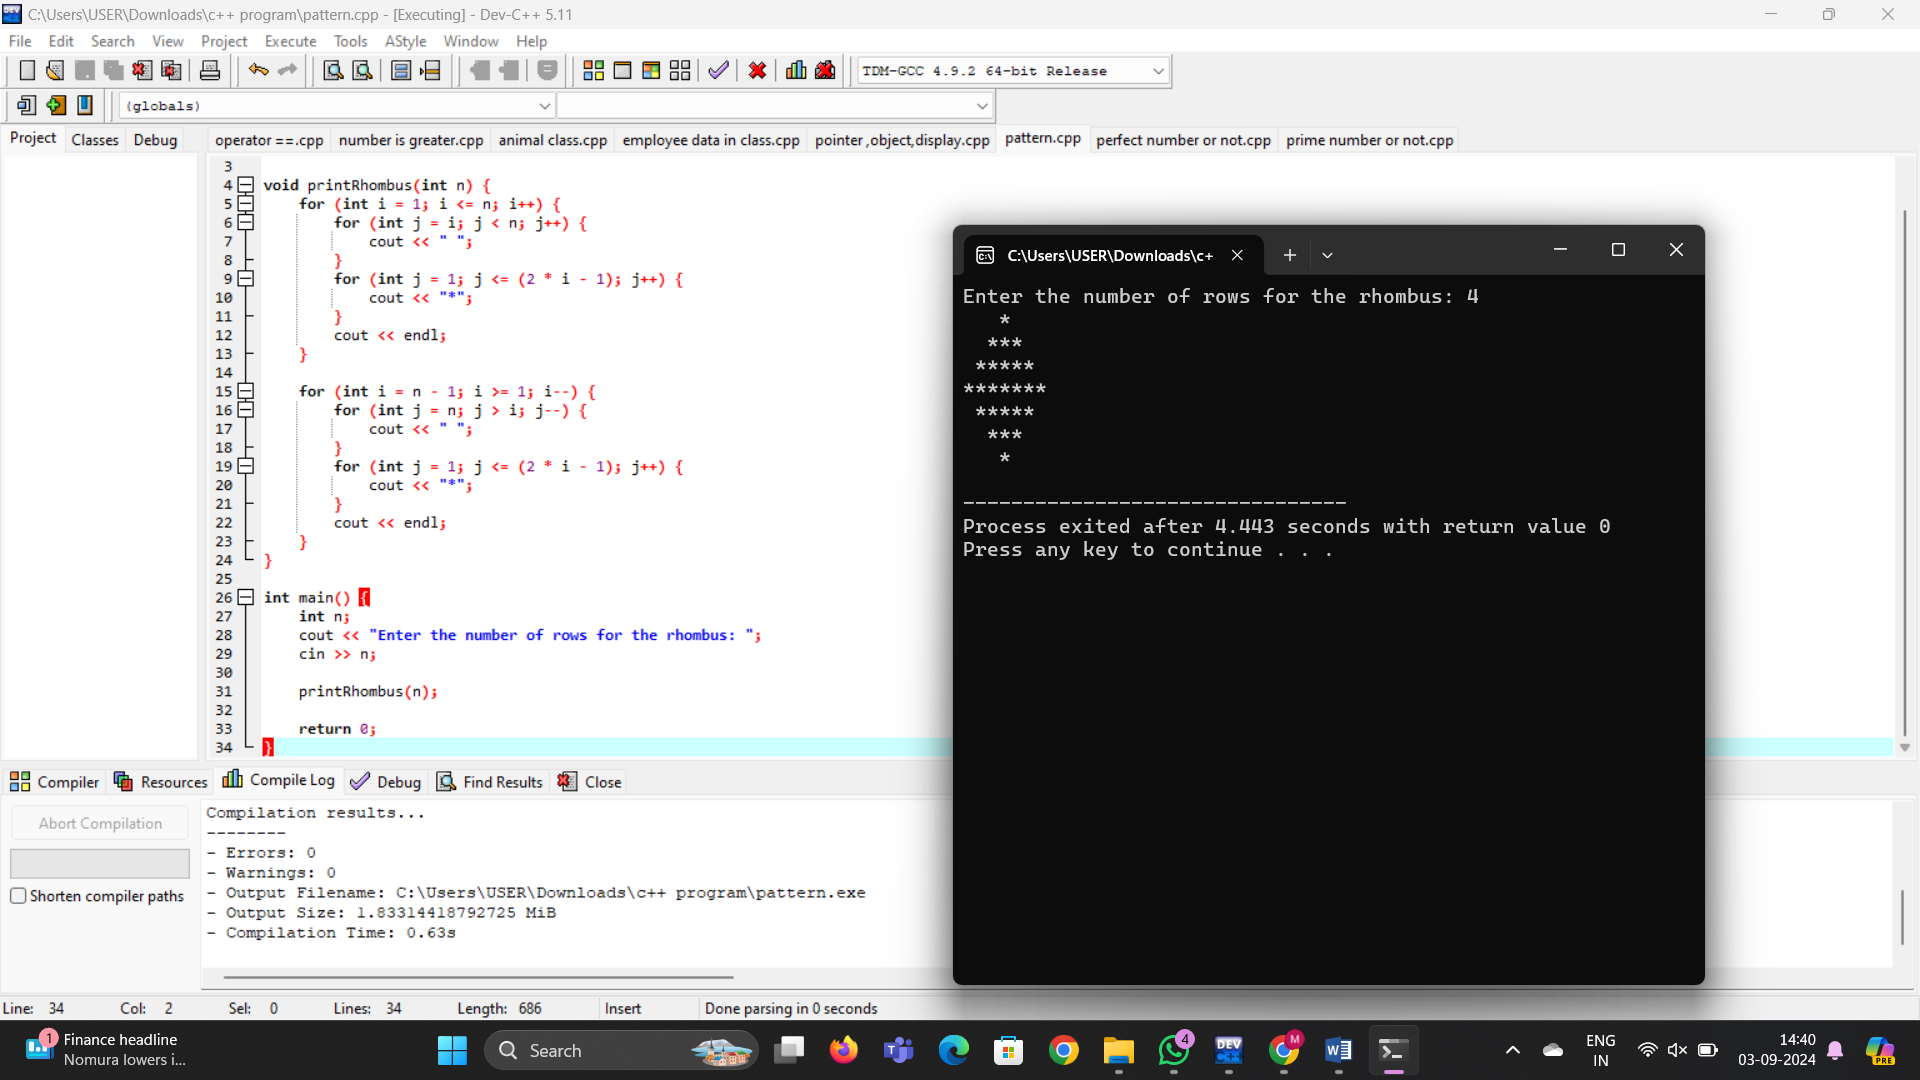 C:\Users\USER\Downloads\c++ program\pattern.cpp - [Executing] - Dev-C++ 5.11
File Edit Search View Project Execute Tools AStyle Window Help
TDM-GCC 4.9.2 64-bit Release
(globals)
Project Classes Debug operator ==.cpp number is greater.cpp animal class.cpp employee data in class.cpp pointer ,object,display.cpp pattern.cpp perfect number or not.cpp prime number or not.cpp
3
4 void printRhombus(int n) {
5 for (int i = 1; i <= n; i++) {
6 for (int j = i; j < n; j++) {
7 cout << " ";
8 }
9 for (int j = 1; j <= (2 * i - 1); j++) {
10 cout << "*";
11 }
12 cout << endl;
13 }
14
15 for (int i = n - 1; i >= 1; i--) {
16 for (int j = n; j > i; j--) {
17 cout << " ";
18 }
19 for (int j = 1; j <= (2 * i - 1); j++) {
20 cout << "*";
21 }
22 cout << endl;
23 }
24 }
25
26 int main() {
27 int n;
28 cout << "Enter the number of rows for the rhombus: ";
29 cin >> n;
30
31 printRhombus(n);
32
33 return 0;
34 }
C:\Users\USER\Downloads\c+
Enter the number of rows for the rhombus: 4
   *
  ***
 *****
*******
 *****
  ***
   *
--------------------------------
Process exited after 4.443 seconds with return value 0
Press any key to continue . . .
Compiler Resources Compile Log Debug Find Results Close
Abort Compilation
Shorten compiler paths
Compilation results...
--------
- Errors: 0
- Warnings: 0
- Output Filename: C:\Users\USER\Downloads\c++ program\pattern.exe
- Output Size: 1.83314418792725 MiB
- Compilation Time: 0.63s
Line: 34 Col: 2 Sel: 0 Lines: 34 Length: 686 Insert Done parsing in 0 seconds
1
Finance headline
Nomura lowers i...
Search
4
DEV
M
ENG
IN
14:40
03-09-2024
PRE